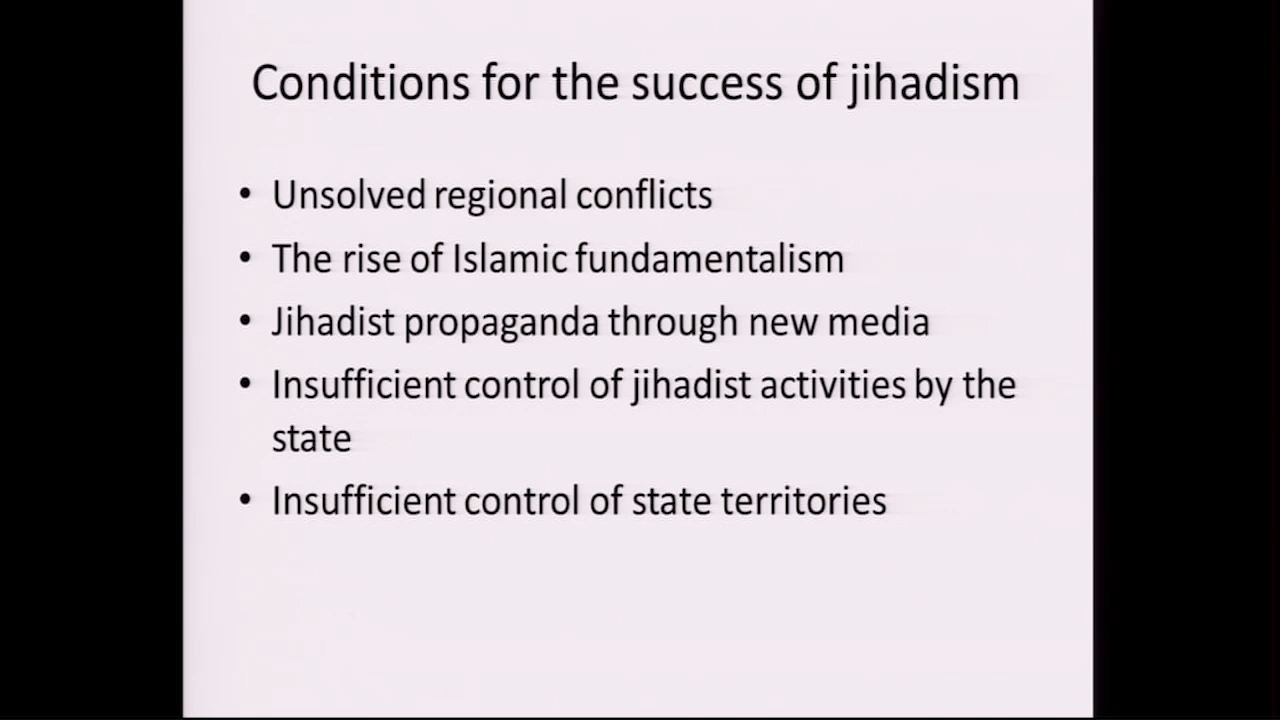 Conditions for the success of jihadism
• Unsolved regional conflicts
• The rise of Islamic fundamentalism
• Jihadist propaganda through new media
• Insufficient control of jihadist activities by the
state
• Insufficient control of state territories